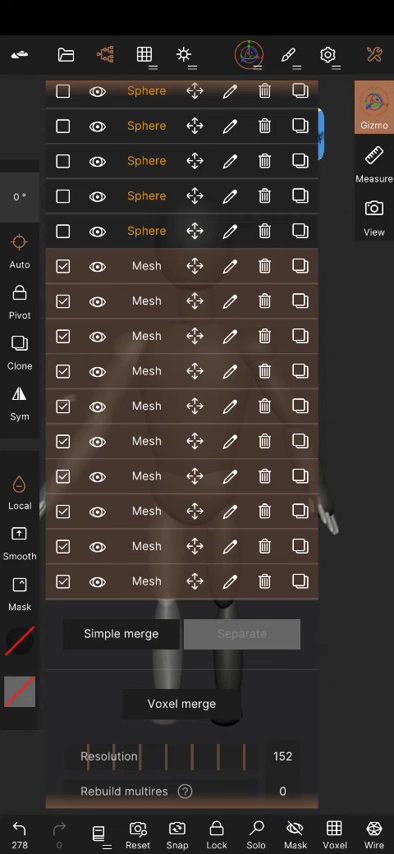 Sphere
Sphere
Gizmo
Sphere
Measure
Sphere
0 °
View
Sphere
Auto
Mesh
Mesh
Pivot
Mesh
Clone
Mesh
Sym
Mesh
Mesh
Mesh
Local
Mesh
Smooth
Mesh
Mesh
Mask
Simple merge
Separate
Voxel merge
Resolution
152
Rebuild multires ?
0
278
0
Reset
Snap
Lock
Solo
Mask
Voxel
Wire